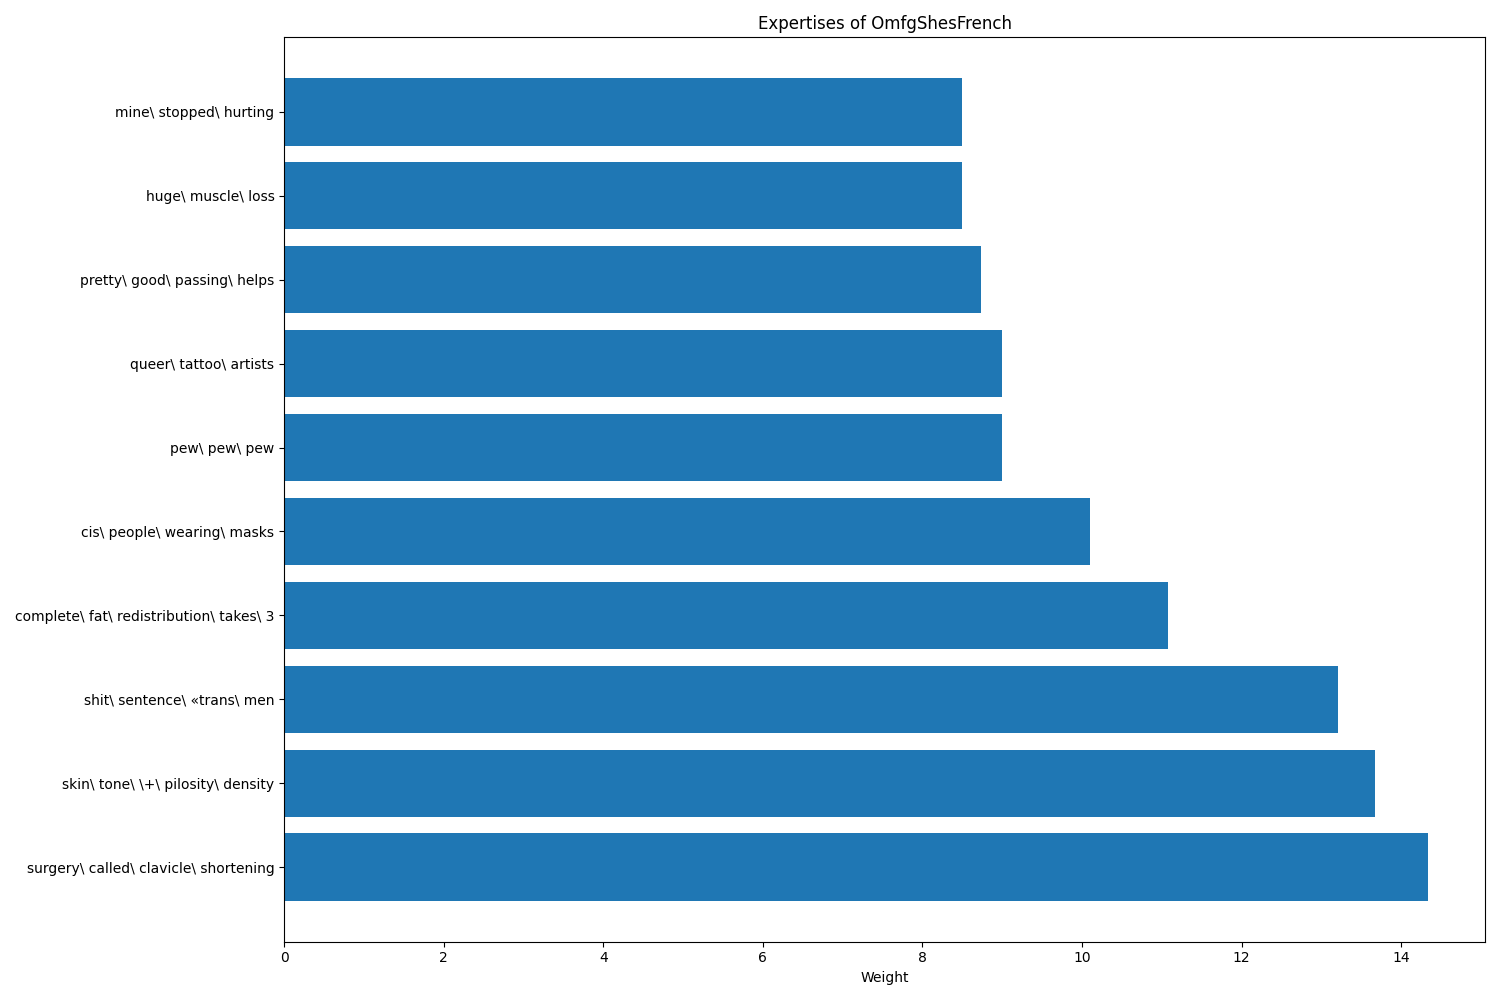 Expertises of OmfgShesFrench
mine\ stopped\ hurting
huge\ muscle\ loss
pretty\ good\ passing\ helps
queer\ tattoo\ artists
pew\ pew\ pew
cis\ people\ wearing\ masks
complete\ fat\ redistribution\ takes\ 3
shit\ sentence\ «trans\ men
skin\ tone\ \+\ pilosity\ density
surgery\ called\ clavicle\ shortening
0 2 4 6 8 10 12 14
Weight